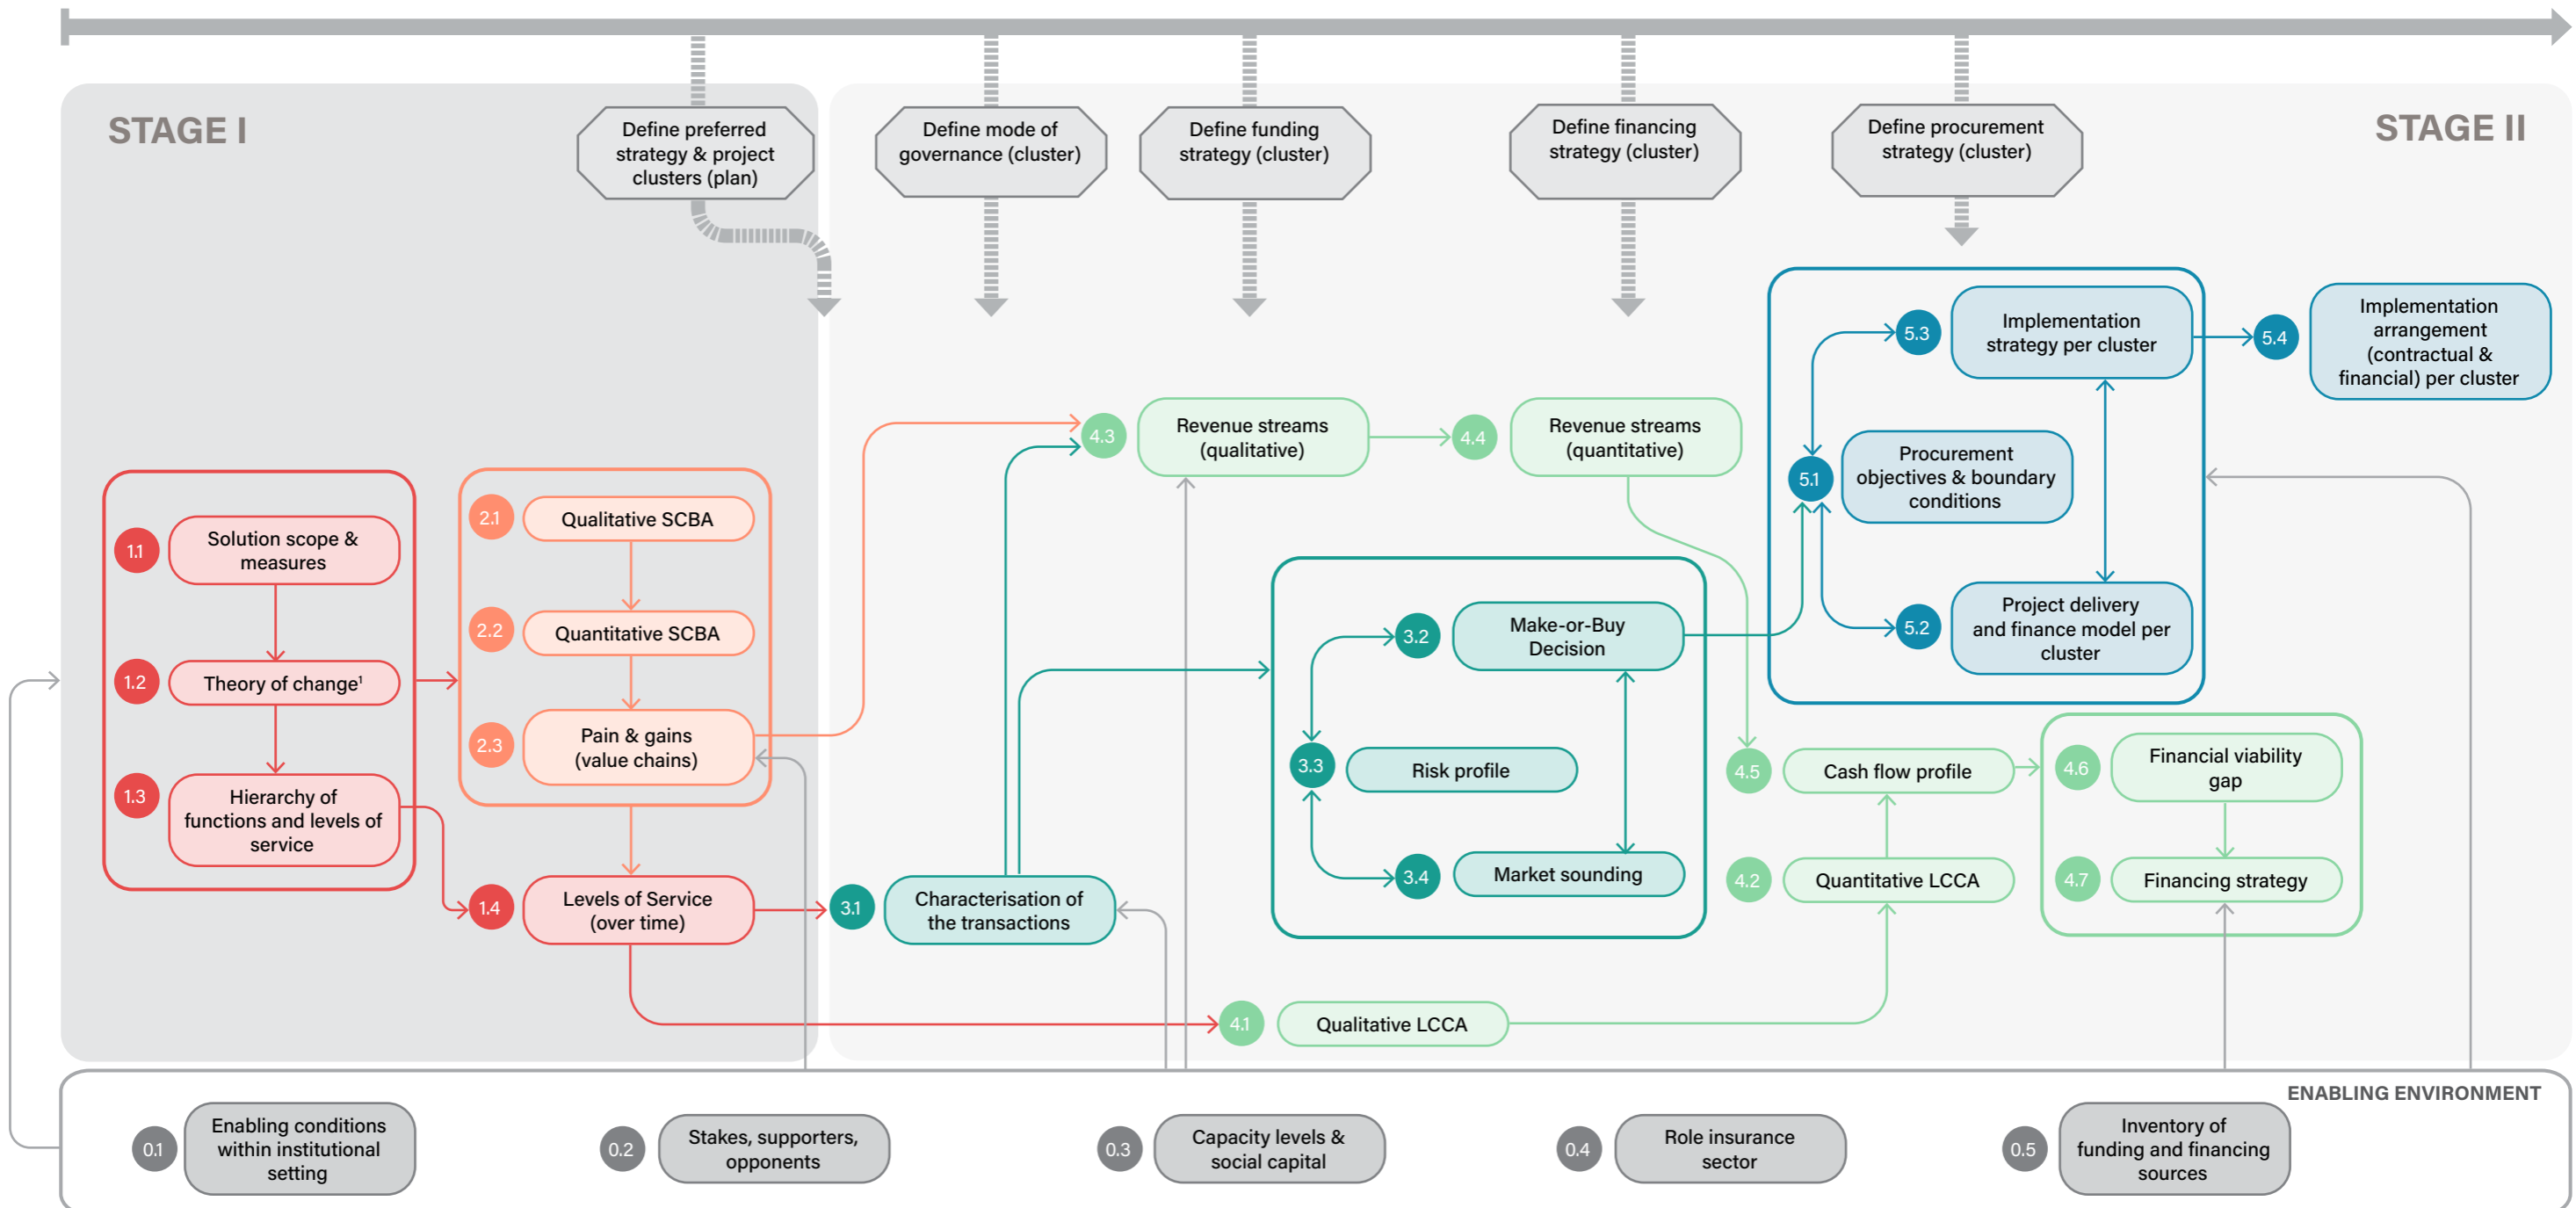 STAGE I
STAGE II
Define preferred
strategy & project
clusters (plan)
Define mode of
governance (cluster)
Define funding
strategy (cluster)
Define financing
strategy (cluster)
Define procurement
strategy (cluster)
1.1
Solution scope &
measures
1.2
Theory of change¹
1.3
Hierarchy of
functions and levels of
service
2.1
Qualitative SCBA
2.2
Quantitative SCBA
2.3
Pain & gains
(value chains)
1.4
Levels of Service
(over time)
3.1
Characterisation of
the transactions
4.3
Revenue streams
(qualitative)
4.4
Revenue streams
(quantitative)
3.2
Make-or-Buy
Decision
3.3
Risk profile
3.4
Market sounding
4.1
Qualitative LCCA
5.3
Implementation
strategy per cluster
5.4
Implementation
arrangement
(contractual &
financial) per cluster
5.1
Procurement
objectives & boundary
conditions
5.2
Project delivery
and finance model per
cluster
4.5
Cash flow profile
4.2
Quantitative LCCA
4.6
Financial viability
gap
4.7
Financing strategy
ENABLING ENVIRONMENT
0.1
Enabling conditions
within institutional
setting
0.2
Stakes, supporters,
opponents
0.3
Capacity levels &
social capital
0.4
Role insurance
sector
0.5
Inventory of
funding and financing
sources